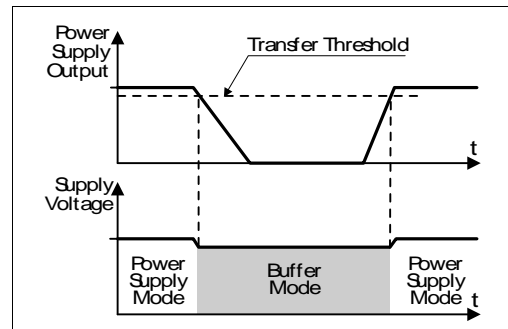 Power
Supply
Output
Transfer Threshold
t
Supply
Voltage
Power
Supply
Mode
Buffer
Mode
Power
Supply
Mode
t